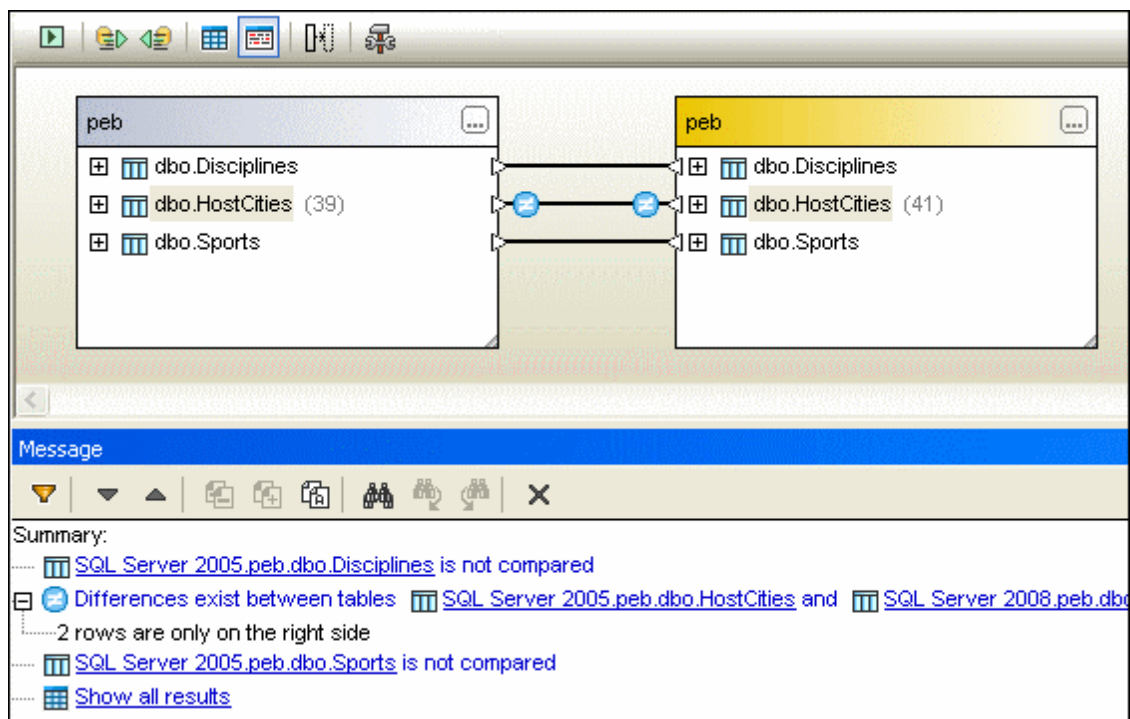 peb
...
peb
...
dbo.Disciplines
dbo.Disciplines
dbo.HostCities (39)
dbo.HostCities (41)
dbo.Sports
dbo.Sports
Message
Summary:
SQL Server 2005.peb.dbo.Disciplines is not compared
Differences exist between tables SQL Server 2005.peb.dbo.HostCities and SQL Server 2008.peb.dbo
2 rows are only on the right side
SQL Server 2005.peb.dbo.Sports is not compared
Show all results